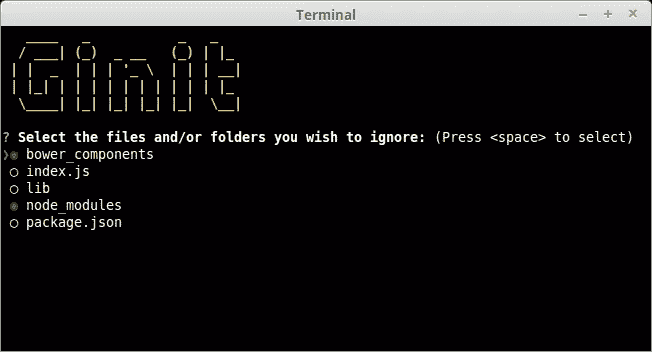 Terminal
Ginit
? Select the files and/or folders you wish to ignore: (Press <space> to select)
❯◉ bower_components
◯ index.js
◯ lib
◉ node_modules
◯ package.json